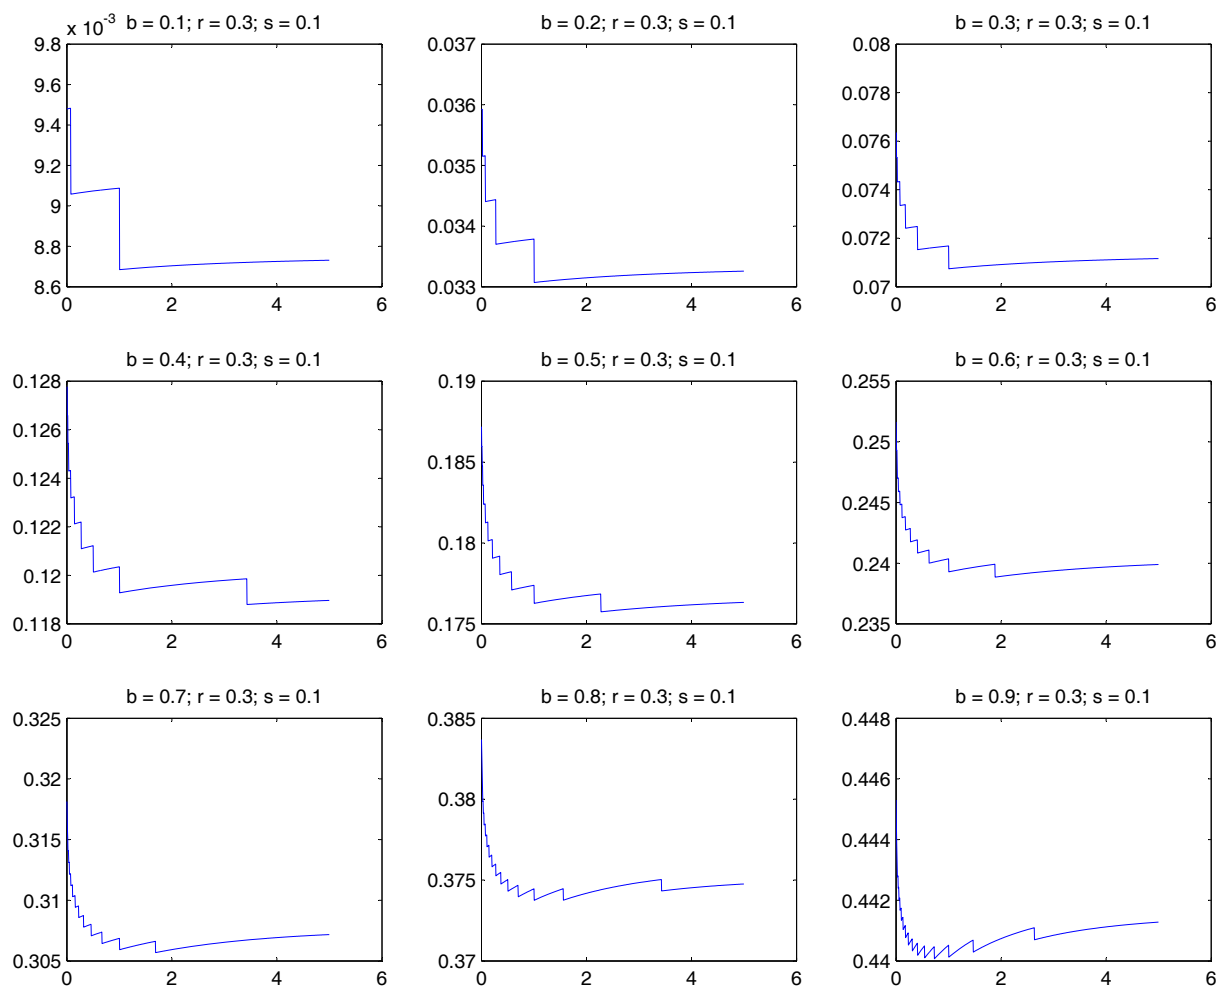 b = 0.1; r = 0.3; s = 0.1
x 10^-3
9.8
9.6
9.4
9.2
9
8.8
8.6
0 2 4 6
b = 0.2; r = 0.3; s = 0.1
0.037
0.036
0.035
0.034
0.033
0 2 4 6
b = 0.3; r = 0.3; s = 0.1
0.08
0.078
0.076
0.074
0.072
0.07
0 2 4 6
b = 0.4; r = 0.3; s = 0.1
0.128
0.126
0.124
0.122
0.12
0.118
0 2 4 6
b = 0.5; r = 0.3; s = 0.1
0.19
0.185
0.18
0.175
0 2 4 6
b = 0.6; r = 0.3; s = 0.1
0.255
0.25
0.245
0.24
0.235
0 2 4 6
b = 0.7; r = 0.3; s = 0.1
0.325
0.32
0.315
0.31
0.305
0 2 4 6
b = 0.8; r = 0.3; s = 0.1
0.385
0.38
0.375
0.37
0 2 4 6
b = 0.9; r = 0.3; s = 0.1
0.448
0.446
0.444
0.442
0.44
0 2 4 6